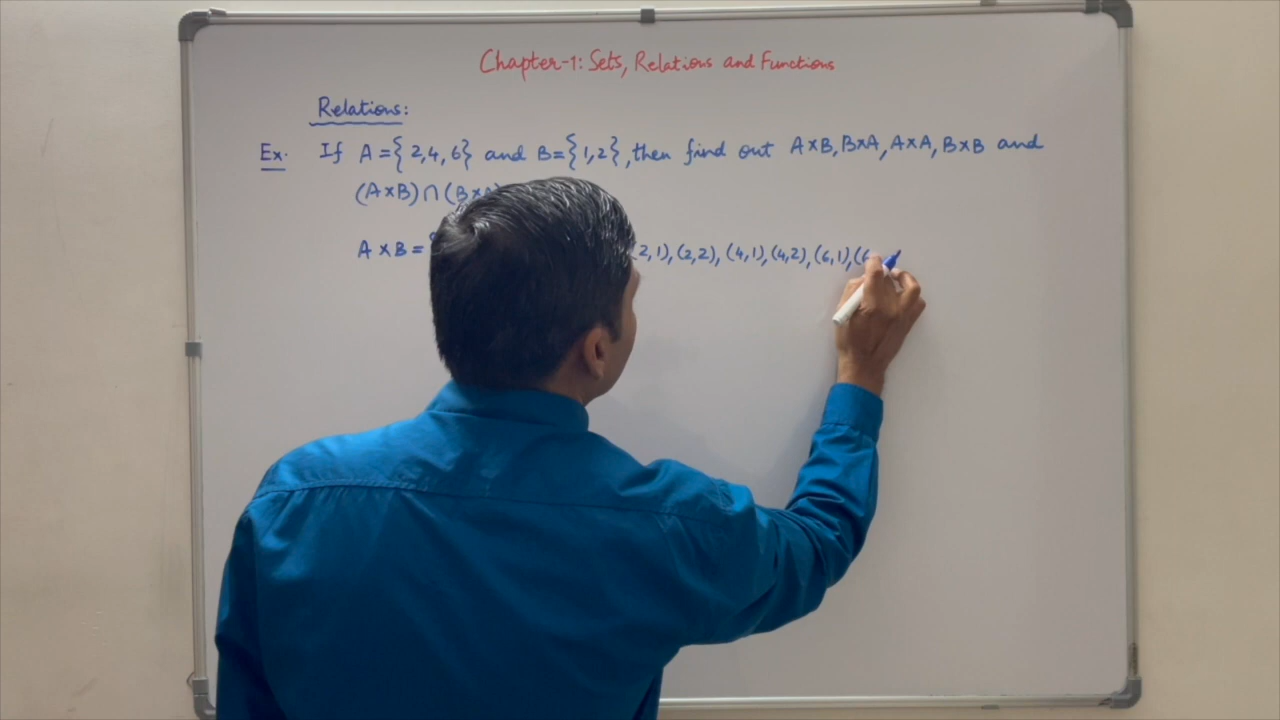 Chapter-1: Sets, Relations and Functions
Relations:
Ex. If A={2,4,6} and B={1,2}, then find out A×B, B×A, A×A, B×B and
(A×B)∩(B×A)
A×B= 2,1),(2,2), (4,1),(4,2),(6,1),(6